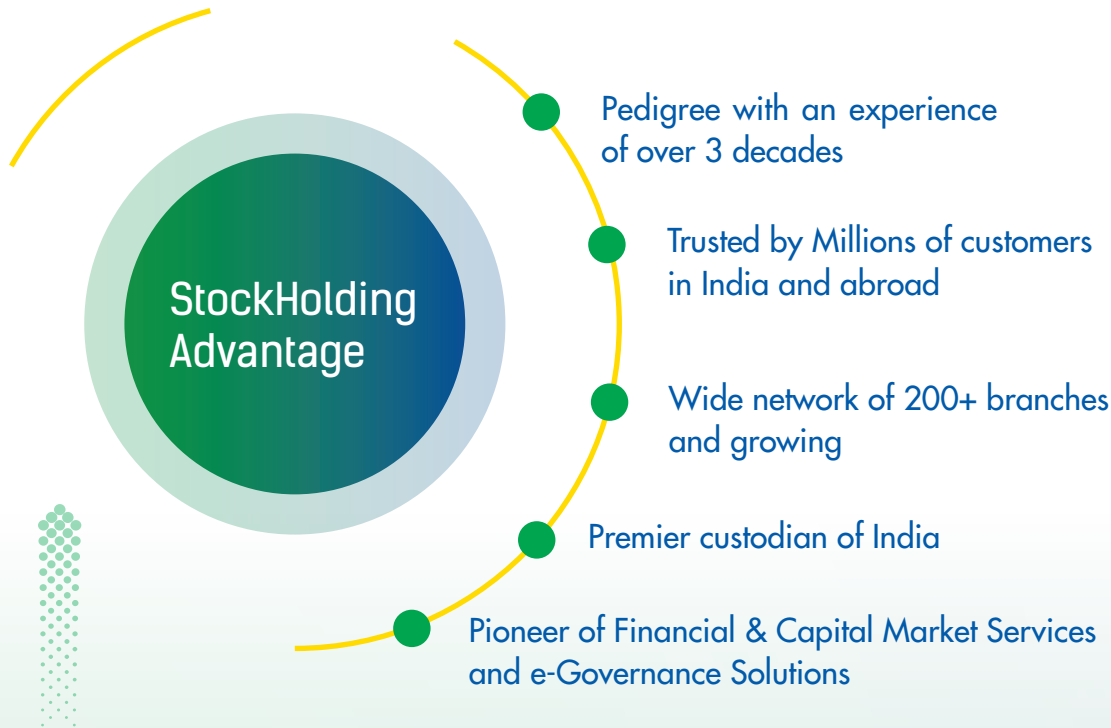 StockHolding
Advantage
Pedigree with an experience
of over 3 decades
Trusted by Millions of customers
in India and abroad
Wide network of 200+ branches
and growing
Premier custodian of India
Pioneer of Financial & Capital Market Services
and e-Governance Solutions